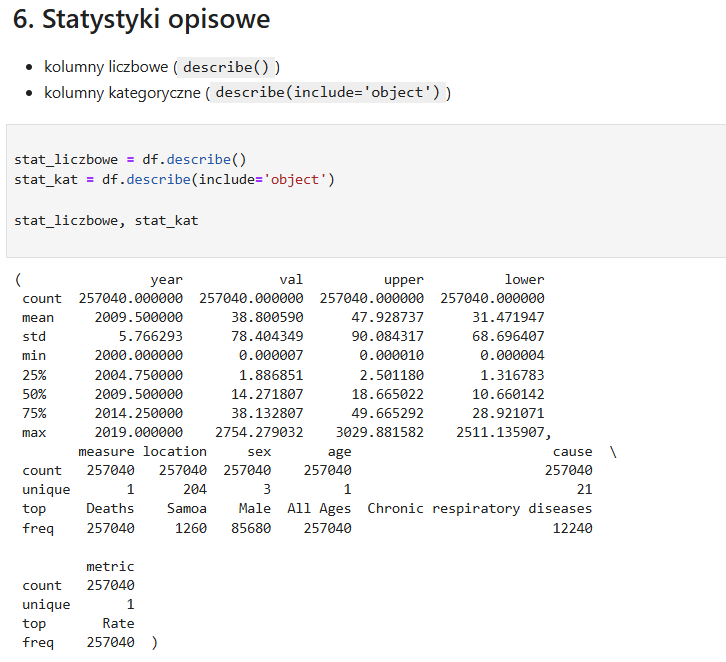 6. Statystyki opisowe
• kolumny liczbowe ( describe() )
• kolumny kategoryczne ( describe(include='object') )
stat_liczbowe = df.describe()
stat_kat = df.describe(include='object')
stat_liczbowe, stat_kat
(                year            val          upper          lower
 count  257040.000000  257040.000000  257040.000000  257040.000000
 mean     2009.500000      38.800590      47.928737      31.471947
 std         5.766293      78.404349      90.084317      68.696407
 min      2000.000000       0.000007       0.000010       0.000004
 25%      2004.750000       1.886851       2.501180       1.316783
 50%      2009.500000      14.271807      18.665022      10.660142
 75%      2014.250000      38.132807      49.665292      28.921071
 max      2019.000000    2754.279032    3029.881582    2511.135907,
        measure location     sex       age                         cause  \
 count   257040   257040  257040    257040                        257040
 unique       1      204       3         1                            21
 top     Deaths    Samoa    Male  All Ages  Chronic respiratory diseases
 freq    257040     1260   85680    257040                         12240
         metric
 count   257040
 unique       1
 top       Rate
 freq    257040  )